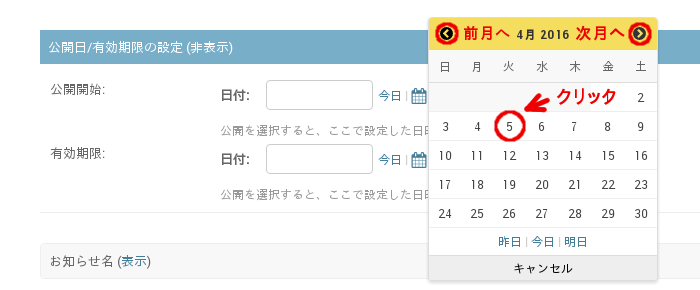 公開日/有効期限の設定 (非表示)
公開開始:
日付:
今日 |
公開を選択すると、ここで設定した日時
有効期限:
日付:
今日 |
公開を選択すると、ここで設定した日時
お知らせ名 (表示)
前月へ 4月 2016 次月へ
日 月 火 水 木 金 土
2
3 4 5 6 7 8 9
クリック
10 11 12 13 14 15 16
17 18 19 20 21 22 23
24 25 26 27 28 29 30
昨日 | 今日 | 明日
キャンセル